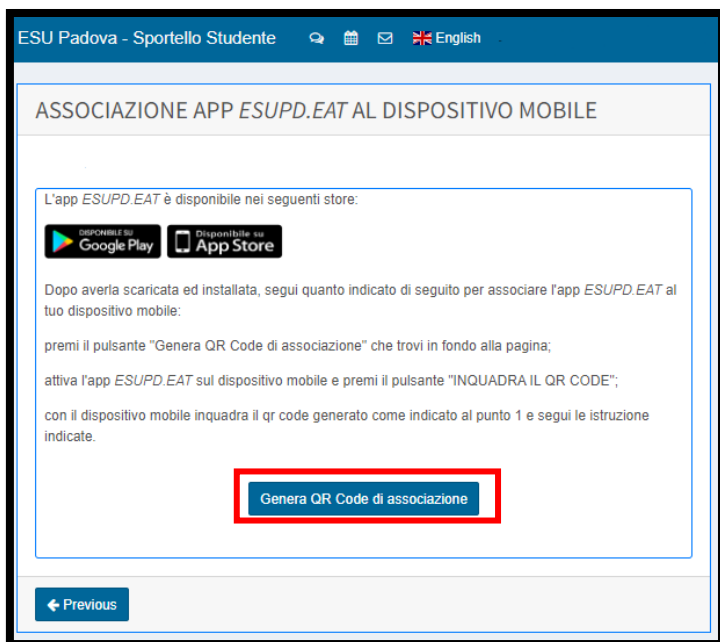 ESU Padova - Sportello Studente English
ASSOCIAZIONE APP ESUPD.EAT AL DISPOSITIVO MOBILE
L'app ESUPD.EAT è disponibile nei seguenti store:
DISPONIBILE SU
Google Play
Disponibile su
App Store
Dopo averla scaricata ed installata, segui quanto indicato di seguito per associare l'app ESUPD.EAT al
tuo dispositivo mobile:
premi il pulsante "Genera QR Code di associazione" che trovi in fondo alla pagina;
attiva l'app ESUPD.EAT sul dispositivo mobile e premi il pulsante "INQUADRA IL QR CODE";
con il dispositivo mobile inquadra il qr code generato come indicato al punto 1 e segui le istruzione
indicate.
Genera QR Code di associazione
Previous